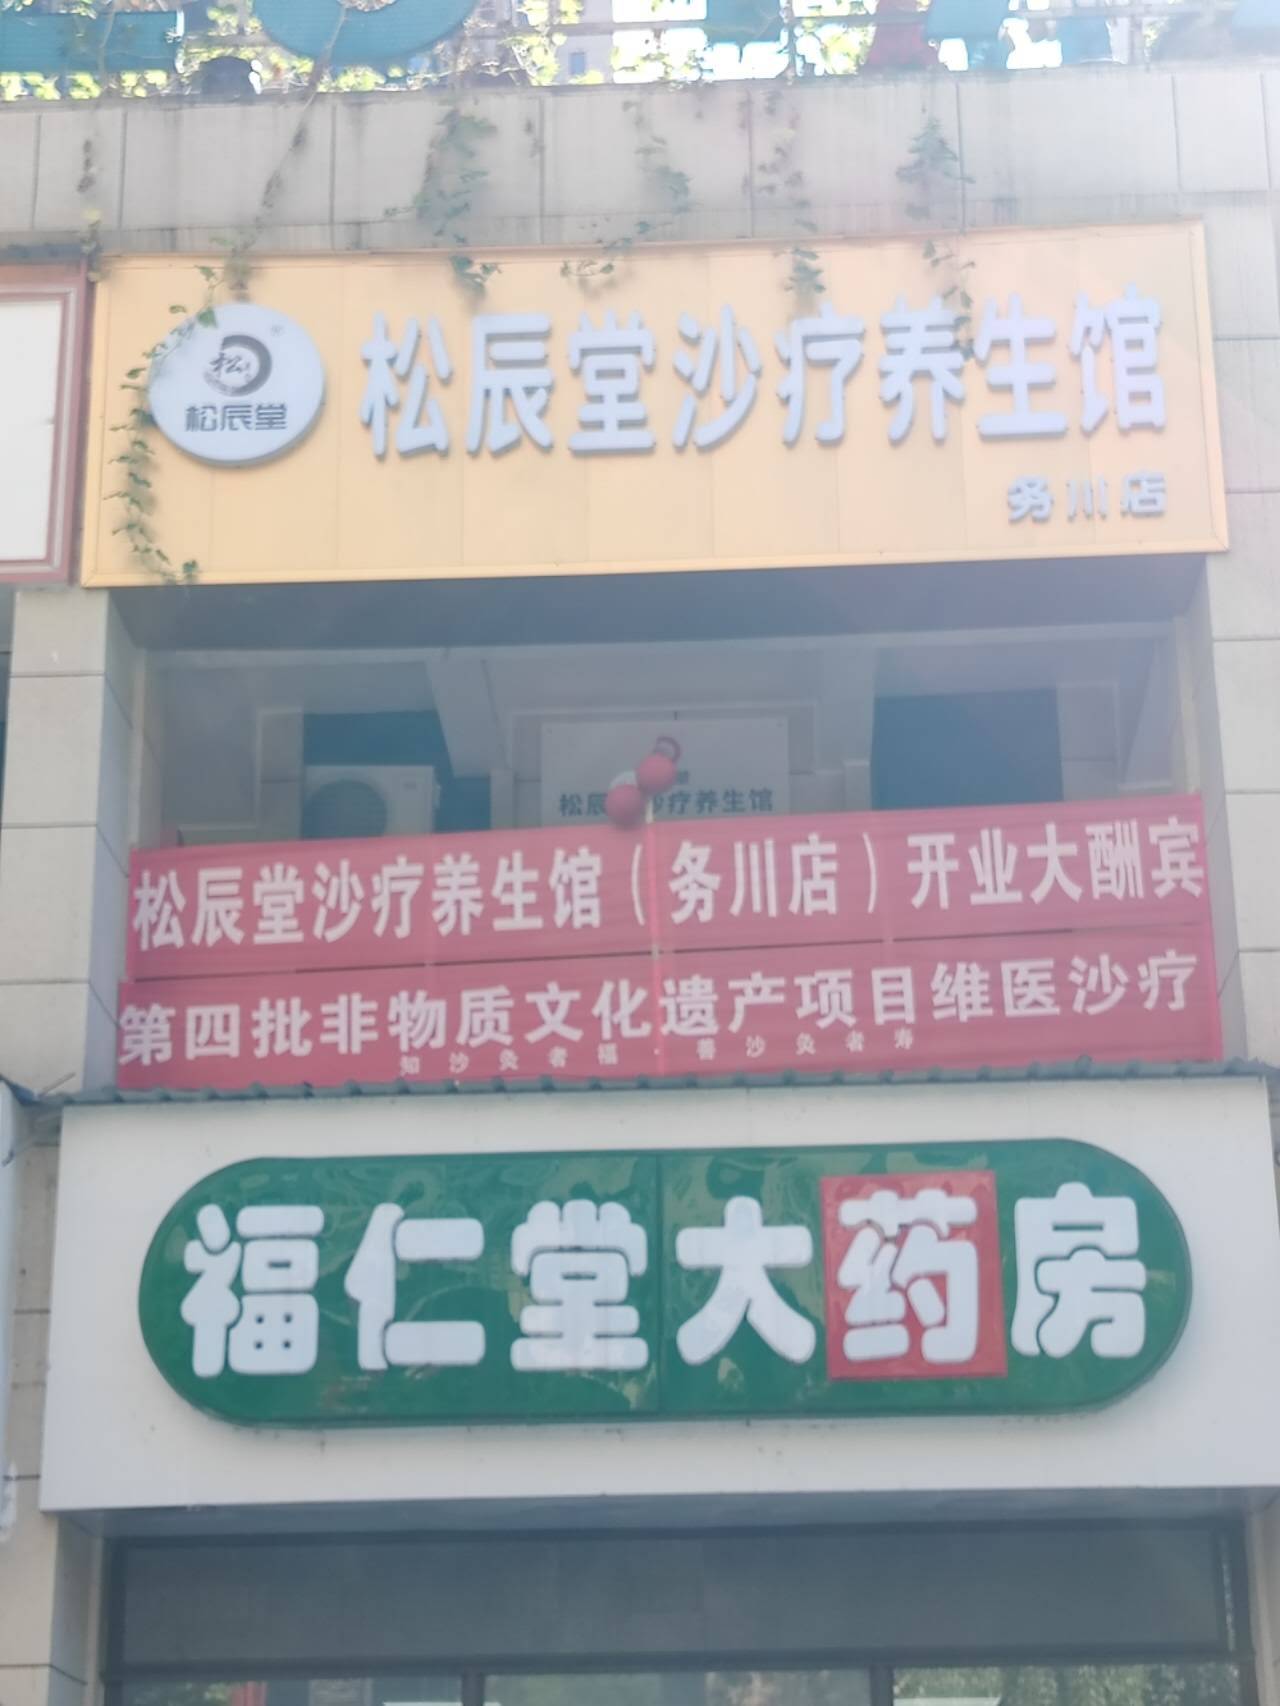 松辰堂
松辰堂沙疗养生馆
务川店
松辰 沙疗养生馆
松辰堂沙疗养生馆（务川店）开业大酬宾
第四批非物质文化遗产项目维医沙疗
知沙灸者福 善沙灸者寿
福仁堂大药房